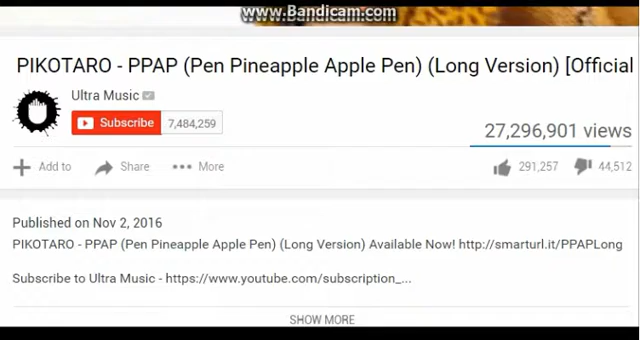 www.Bandicam.com
PIKOTARO - PPAP (Pen Pineapple Apple Pen) (Long Version) [Official
Ultra Music
Subscribe 7,484,259
27,296,901 views
Add to Share More 291,257 44,512
Published on Nov 2, 2016
PIKOTARO - PPAP (Pen Pineapple Apple Pen) (Long Version) Available Now! http://smarturl.it/PPAPLong
Subscribe to Ultra Music - https://www.youtube.com/subscription_...
SHOW MORE